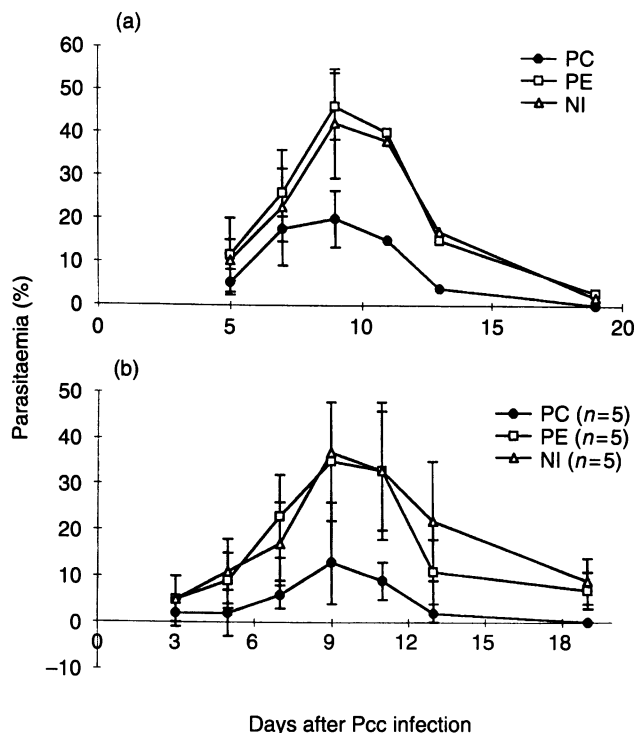 (a)
60
50
40
30
20
10
0
0 5 10 15 20
PC
PE
NI
Parasitaemia (%)
(b)
50
40
30
20
10
0
−10
0 3 6 9 12 15 18
PC (n=5)
PE (n=5)
NI (n=5)
Days after Pcc infection